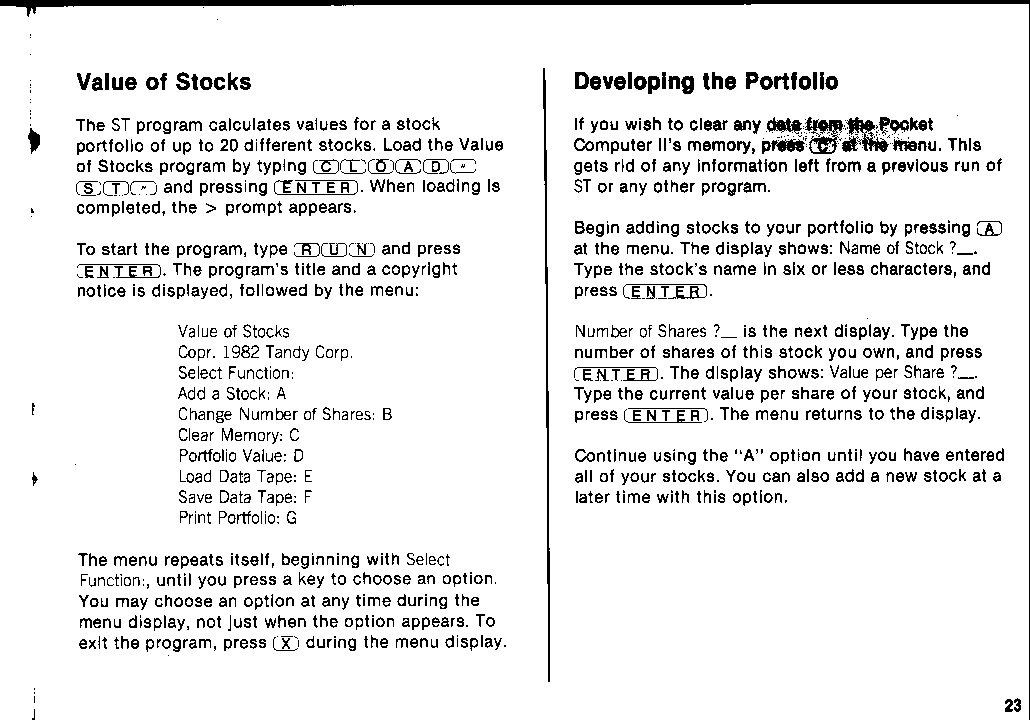 Value of Stocks
The ST program calculates values for a stock
portfolio of up to 20 different stocks. Load the Value
of Stocks program by typing C L O A D "
S T " and pressing ENTER. When loading is
completed, the > prompt appears.
To start the program, type R U N and press
ENTER. The program's title and a copyright
notice is displayed, followed by the menu:
Value of Stocks
Copr. 1982 Tandy Corp.
Select Function:
Add a Stock: A
Change Number of Shares: B
Clear Memory: C
Portfolio Value: D
Load Data Tape: E
Save Data Tape: F
Print Portfolio: G
The menu repeats itself, beginning with Select
Function:, until you press a key to choose an option.
You may choose an option at any time during the
menu display, not just when the option appears. To
exit the program, press X during the menu display.
Developing the Portfolio
If you wish to clear any data from the Pocket
Computer II's memory, press C at the menu. This
gets rid of any information left from a previous run of
ST or any other program.
Begin adding stocks to your portfolio by pressing A
at the menu. The display shows: Name of Stock ?_.
Type the stock's name in six or less characters, and
press ENTER.
Number of Shares ?_ is the next display. Type the
number of shares of this stock you own, and press
ENTER. The display shows: Value per Share ?_.
Type the current value per share of your stock, and
press ENTER. The menu returns to the display.
Continue using the "A" option until you have entered
all of your stocks. You can also add a new stock at a
later time with this option.
23